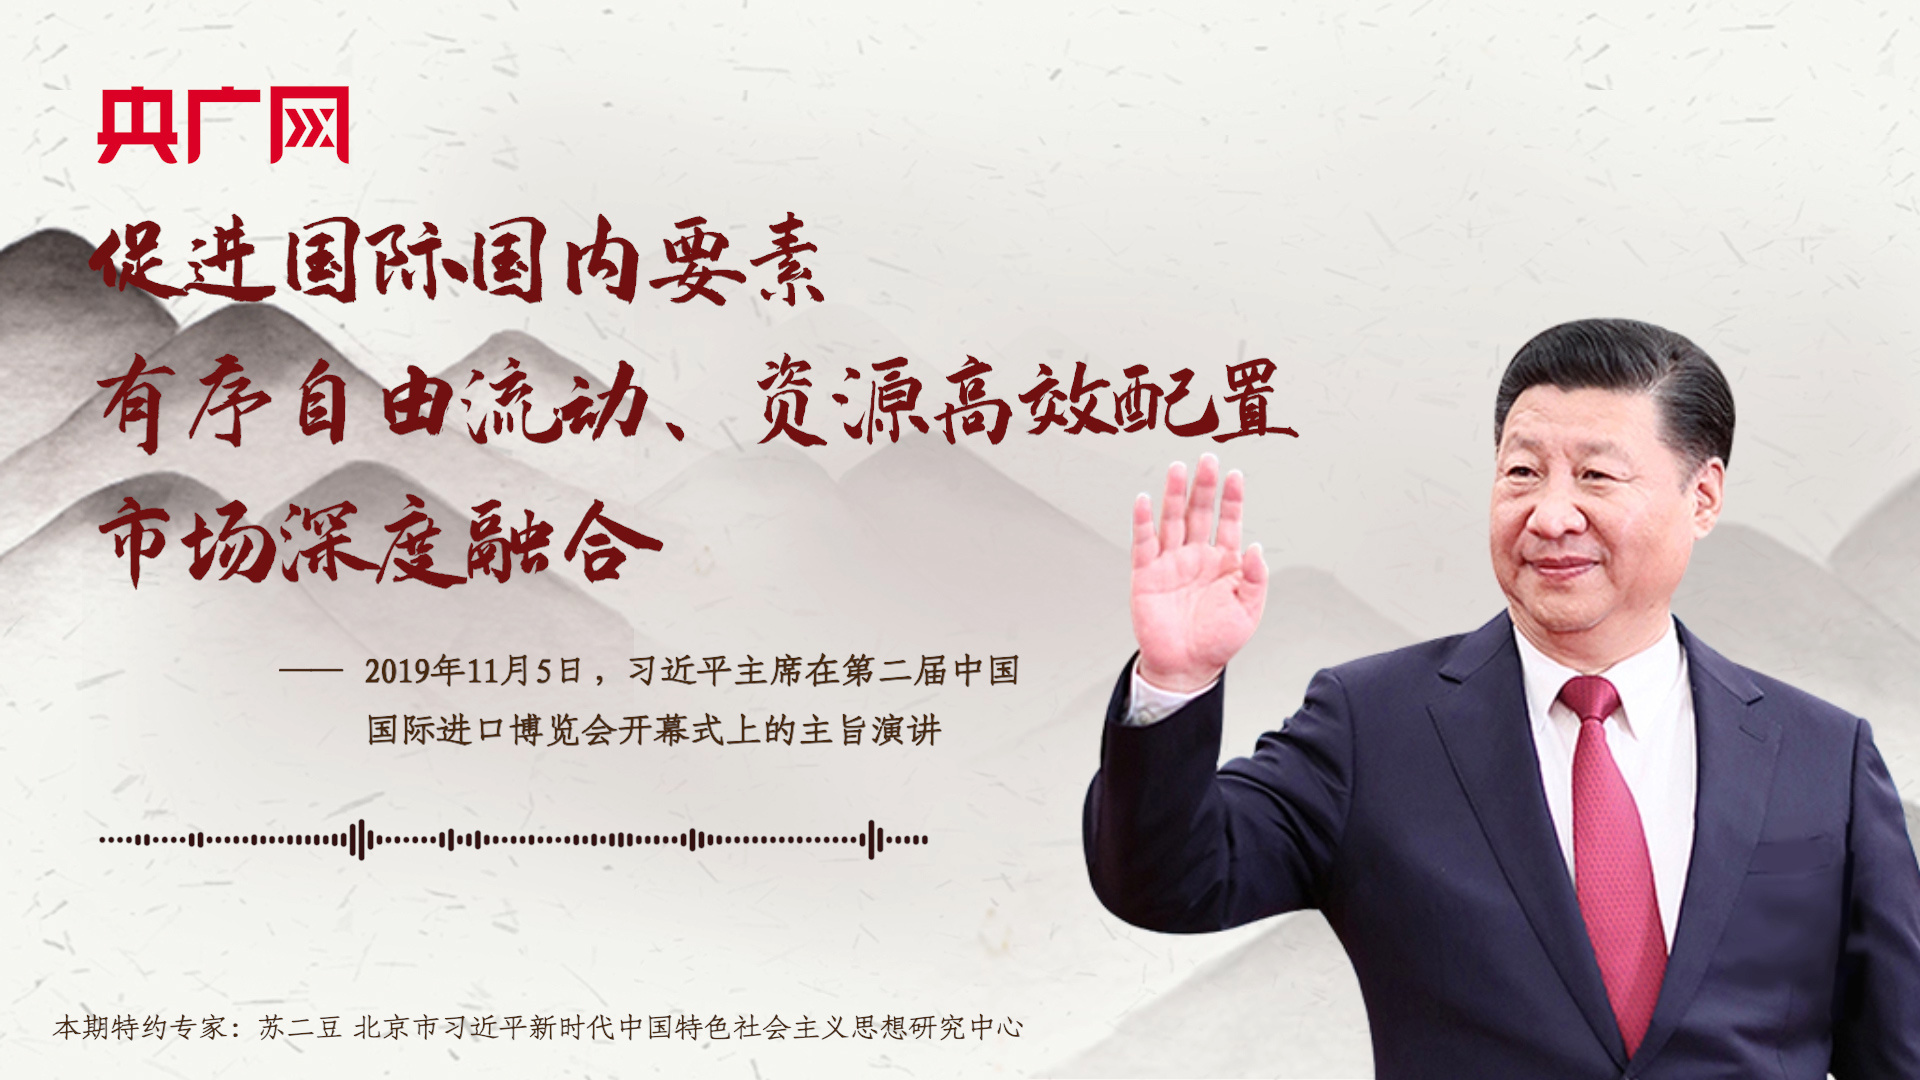 央广网
促进国际国内要素
有序自由流动、资源高效配置
市场深度融合
—— 2019年11月5日，习近平主席在第二届中国
国际进口博览会开幕式上的主旨演讲
本期特约专家：苏二豆 北京市习近平新时代中国特色社会主义思想研究中心